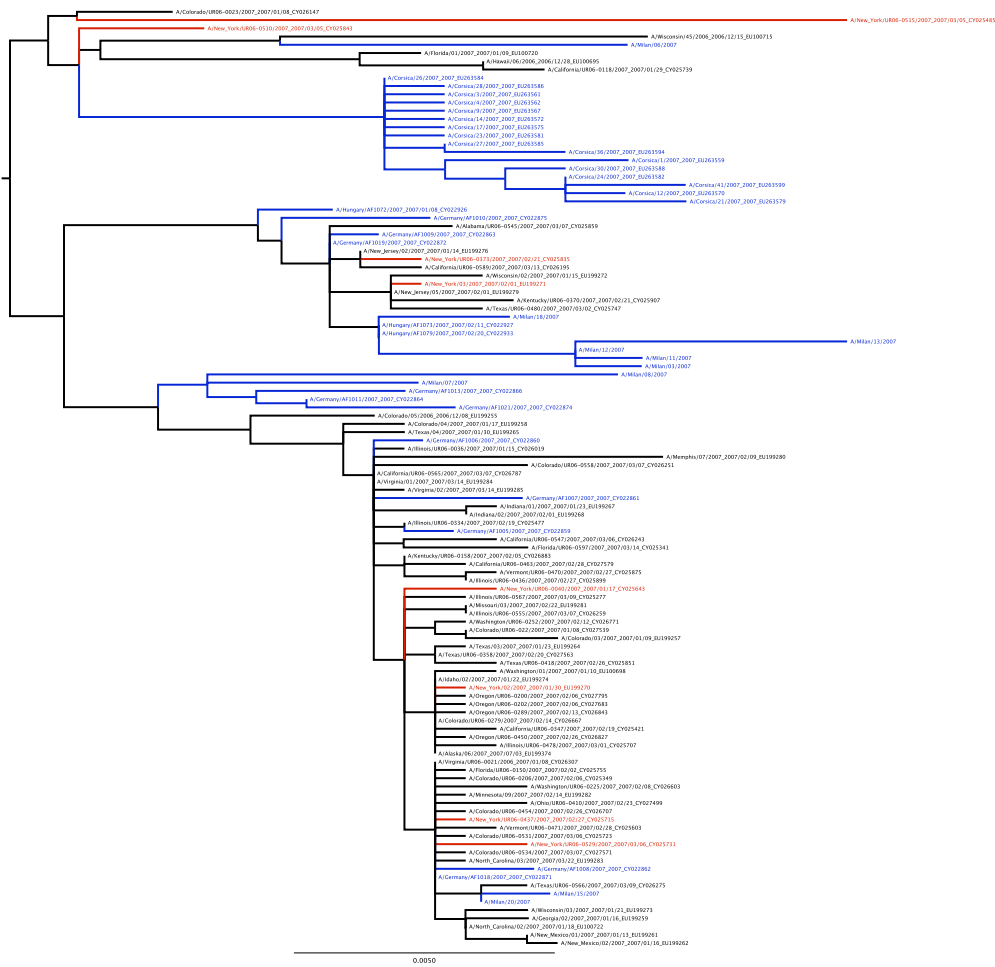 A/Colorado/UR06-0023/2007_2007/01/08_CY026147
A/New_York/UR06-0515/2007_2007/03/05_CY025485
A/New_York/UR06-0510/2007_2007/03/05_CY025843
A/Wisconsin/45/2006_2006/12/15_EU100715
A/Milan/06/2007
A/Florida/01/2007_2007/01/09_EU100720
A/Hawaii/06/2006_2006/12/28_EU100695
A/California/UR06-0118/2007_2007/01/29_CY025739
A/Corsica/26/2007_2007_EU263584
A/Corsica/28/2007_2007_EU263586
A/Corsica/3/2007_2007_EU263561
A/Corsica/4/2007_2007_EU263562
A/Corsica/9/2007_2007_EU263567
A/Corsica/14/2007_2007_EU263572
A/Corsica/17/2007_2007_EU263575
A/Corsica/23/2007_2007_EU263581
A/Corsica/27/2007_2007_EU263585
A/Corsica/36/2007_2007_EU263594
A/Corsica/1/2007_2007_EU263559
A/Corsica/30/2007_2007_EU263588
A/Corsica/24/2007_2007_EU263582
A/Corsica/41/2007_2007_EU263599
A/Corsica/12/2007_2007_EU263570
A/Corsica/21/2007_2007_EU263579
A/Hungary/AF1072/2007_2007/01/08_CY022926
A/Germany/AF1010/2007_2007_CY022875
A/Alabama/UR06-0545/2007_2007/03/07_CY025859
A/Germany/AF1009/2007_2007_CY022863
A/Germany/AF1019/2007_2007_CY022872
A/New_Jersey/02/2007_2007/01/14_EU199276
A/New_York/UR06-0373/2007_2007/02/21_CY025835
A/California/UR06-0589/2007_2007/03/13_CY026195
A/Wisconsin/02/2007_2007/01/15_EU199272
A/New_York/03/2007_2007/02/01_EU199271
A/New_Jersey/05/2007_2007/02/01_EU199279
A/Kentucky/UR06-0370/2007_2007/02/21_CY025907
A/Texas/UR06-0480/2007_2007/03/02_CY025747
A/Milan/18/2007
A/Hungary/AF1073/2007_2007/02/11_CY022927
A/Hungary/AF1079/2007_2007/02/20_CY022933
A/Milan/13/2007
A/Milan/12/2007
A/Milan/11/2007
A/Milan/03/2007
A/Milan/08/2007
A/Milan/07/2007
A/Germany/AF1013/2007_2007_CY022866
A/Germany/AF1011/2007_2007_CY022864
A/Germany/AF1021/2007_2007_CY022874
A/Colorado/05/2006_2006/12/08_EU199255
A/Colorado/04/2007_2007/01/17_EU199258
A/Texas/04/2007_2007/01/30_EU199265
A/Germany/AF1006/2007_2007_CY022860
A/Illinois/UR06-0036/2007_2007/01/15_CY026019
A/Memphis/07/2007_2007/02/09_EU199280
A/Colorado/UR06-0558/2007_2007/03/07_CY026251
A/California/UR06-0565/2007_2007/03/07_CY026787
A/Virginia/01/2007_2007/03/14_EU199284
A/Virginia/02/2007_2007/03/14_EU199285
A/Germany/AF1007/2007_2007_CY022861
A/Indiana/01/2007_2007/01/23_EU199267
A/Indiana/02/2007_2007/02/01_EU199268
A/Illinois/UR06-0334/2007_2007/02/19_CY025477
A/Germany/AF1005/2007_2007_CY022859
A/California/UR06-0547/2007_2007/03/06_CY026243
A/Florida/UR06-0597/2007_2007/03/14_CY025341
A/Kentucky/UR06-0158/2007_2007/02/05_CY026883
A/California/UR06-0463/2007_2007/02/28_CY027579
A/Vermont/UR06-0470/2007_2007/02/27_CY025875
A/Illinois/UR06-0436/2007_2007/02/27_CY025899
A/New_York/UR06-0040/2007_2007/01/17_CY025643
A/Illinois/UR06-0567/2007_2007/03/09_CY025277
A/Missouri/03/2007_2007/02/22_EU199281
A/Illinois/UR06-0555/2007_2007/03/07_CY026259
A/Washington/UR06-0252/2007_2007/02/12_CY026771
A/Colorado/UR06-022/2007_2007/01/08_CY027539
A/Colorado/03/2007_2007/01/09_EU199257
A/Texas/03/2007_2007/01/23_EU199264
A/Texas/UR06-0358/2007_2007/02/20_CY027563
A/Texas/UR06-0418/2007_2007/02/26_CY025851
A/Washington/01/2007_2007/01/10_EU100698
A/Idaho/02/2007_2007/01/22_EU199274
A/New_York/02/2007_2007/01/30_EU199270
A/Oregon/UR06-0200/2007_2007/02/06_CY027795
A/Oregon/UR06-0202/2007_2007/02/06_CY027683
A/Oregon/UR06-0289/2007_2007/02/13_CY026843
A/Colorado/UR06-0279/2007_2007/02/14_CY026667
A/California/UR06-0347/2007_2007/02/19_CY025421
A/Oregon/UR06-0450/2007_2007/02/26_CY026827
A/Illinois/UR06-0478/2007_2007/03/01_CY025707
A/Alaska/06/2007_2007/07/03_EU199374
A/Virginia/UR06-0021/2006_2007/01/08_CY026307
A/Florida/UR06-0150/2007_2007/02/02_CY025755
A/Colorado/UR06-0206/2007_2007/02/06_CY025349
A/Washington/UR06-0225/2007_2007/02/08_CY026603
A/Minnesota/09/2007_2007/02/14_EU199282
A/Ohio/UR06-0410/2007_2007/02/23_CY027499
A/Colorado/UR06-0454/2007_2007/02/26_CY026707
A/New_York/UR06-0437/2007_2007/02/27_CY025715
A/Vermont/UR06-0471/2007_2007/02/28_CY025603
A/Colorado/UR06-0531/2007_2007/03/06_CY025723
A/New_York/UR06-0529/2007_2007/03/06_CY025731
A/Colorado/UR06-0534/2007_2007/03/07_CY027571
A/North_Carolina/03/2007_2007/03/22_EU199283
A/Germany/AF1008/2007_2007_CY022862
A/Germany/AF1018/2007_2007_CY022871
A/Texas/UR06-0566/2007_2007/03/09_CY026275
A/Milan/15/2007
A/Milan/20/2007
A/Wisconsin/03/2007_2007/01/21_EU199273
A/Georgia/02/2007_2007/01/16_EU199259
A/North_Carolina/02/2007_2007/01/18_EU100722
A/New_Mexico/01/2007_2007/01/13_EU199261
A/New_Mexico/02/2007_2007/01/16_EU199262
0.0050